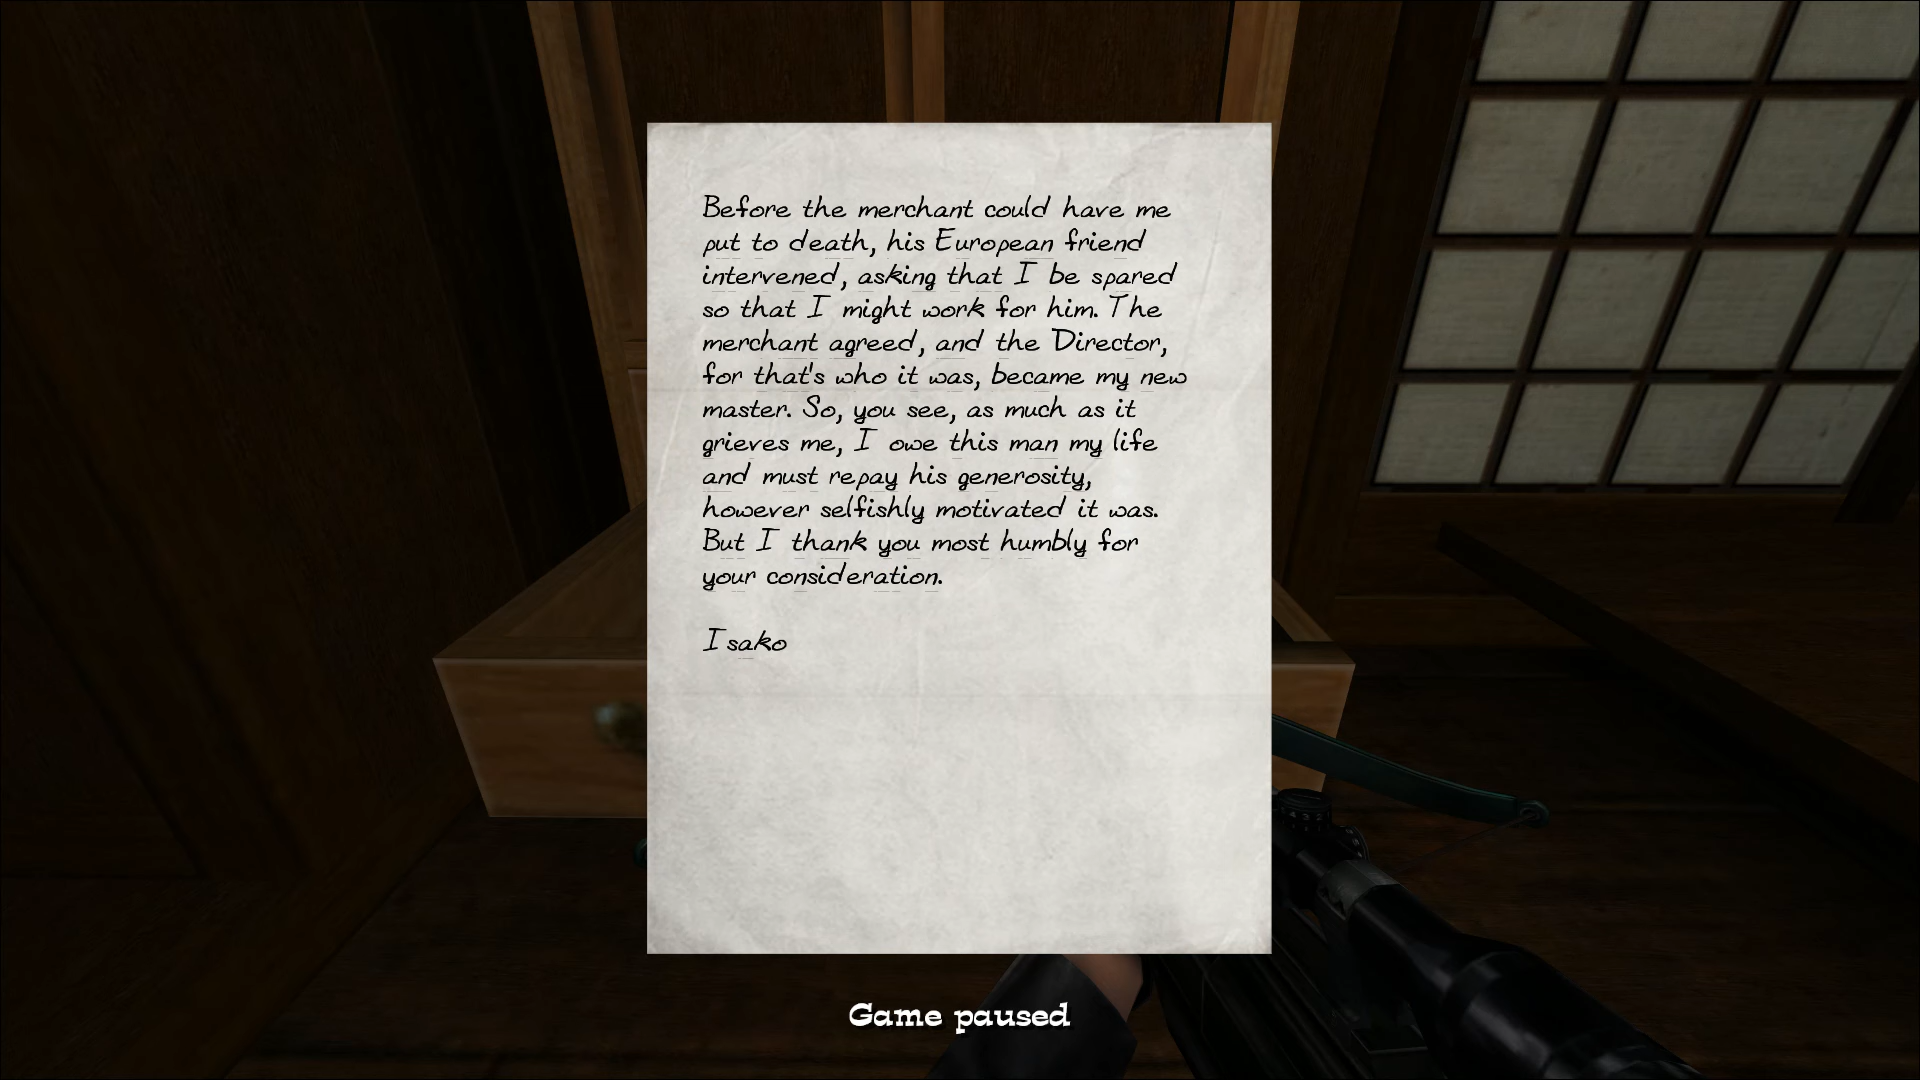 Before the merchant could have me
put to death, his European friend
intervened, asking that I be spared
so that I might work for him. The
merchant agreed, and the Director,
for that's who it was, became my new
master. So, you see, as much as it
grieves me, I owe this man my life
and must repay his generosity,
however selfishly motivated it was.
But I thank you most humbly for
your consideration.
Isako
Game paused